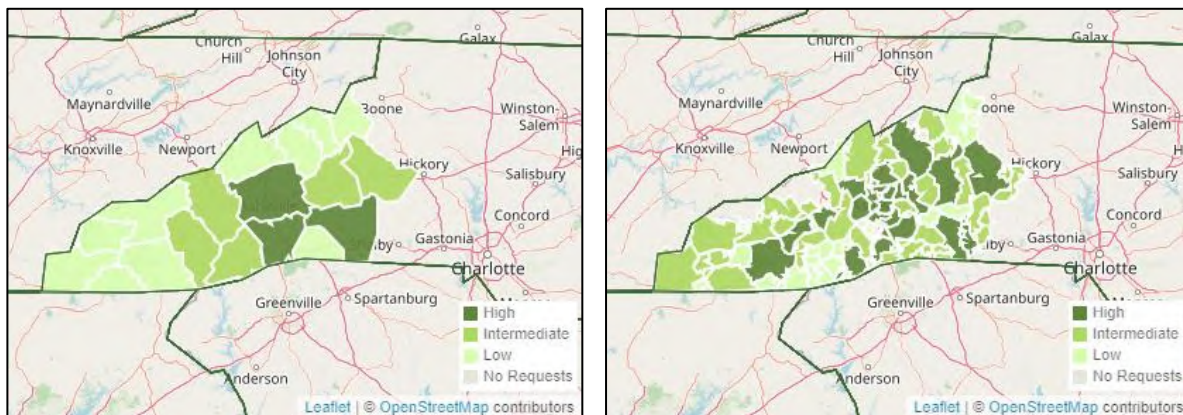 Galax
Church
Hill
Johnson
City
Maynardville
Boone
Winston-
Salem
Knoxville
Newport
Hickory
Salisbury
Concord
Gastonia
Charlotte
Greenville
Spartanburg
Anderson
High
Intermediate
Low
No Requests
Leaflet | © OpenStreetMap contributors
Galax
Church
Hill
Johnson
City
Maynardville
oone
Winston-
Salem
Knoxville
Newport
Hickory
Salisbury
Concord
by
Gastonia
Charlotte
Greenville
Spartanburg
Anderson
High
Intermediate
Low
No Requests
Leaflet | © OpenStreetMap contributors